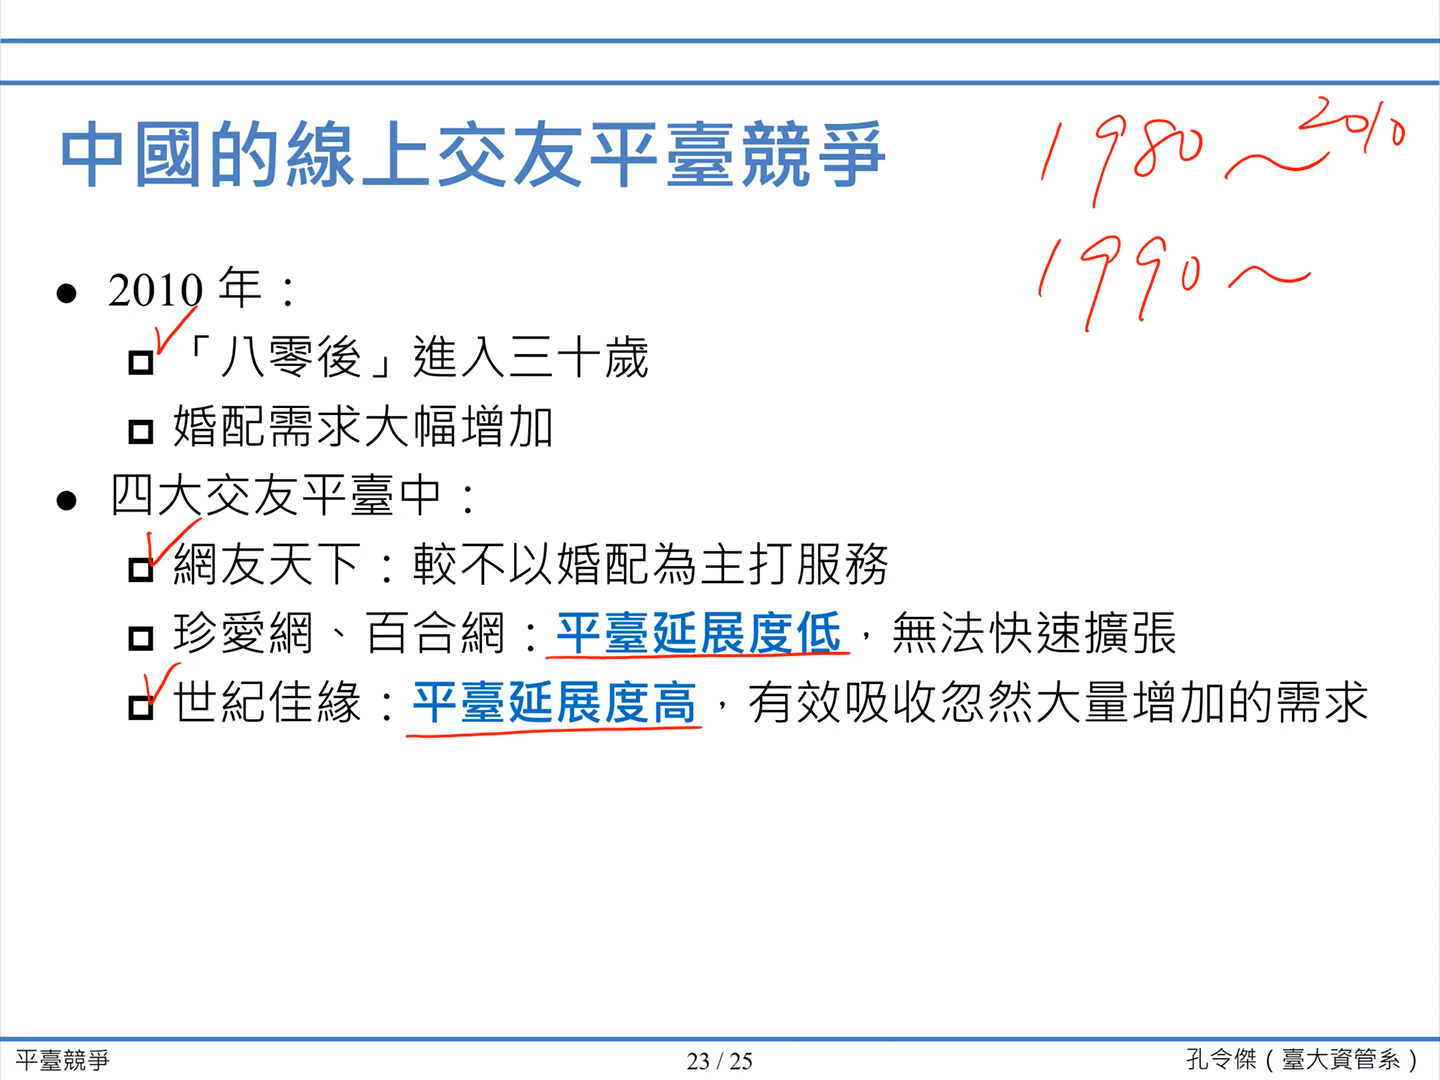 中國的線上交友平臺競爭
1980～2010
1990～
● 2010 年：
「八零後」進入三十歲
婚配需求大幅增加
● 四大交友平臺中：
網友天下：較不以婚配為主打服務
珍愛網、百合網：平臺延展度低，無法快速擴張
世紀佳緣：平臺延展度高，有效吸收忽然大量增加的需求
平臺競爭
23 / 25
孔令傑（臺大資管系）